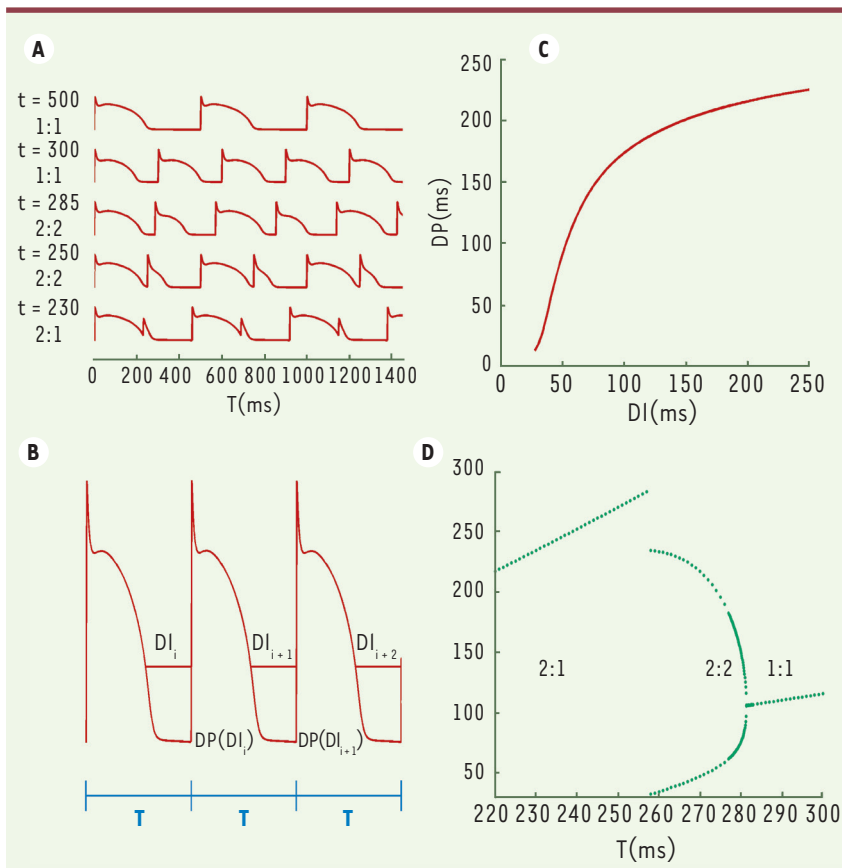 A
t = 500
1:1
t = 300
1:1
t = 285
2:2
t = 250
2:2
t = 230
2:1
0 200 400 600 800 1000 1200 1400
T(ms)
C
250
200
150
100
50
0
DP(ms)
0 50 100 150 200 250
DI(ms)
B
DIi DIi+1 DIi+2
DP(DIi) DP(DIi+1)
T T T
D
300
250
200
150
100
50
2:1 2:2 1:1
220 230 240 250 260 270 280 290 300
T(ms)